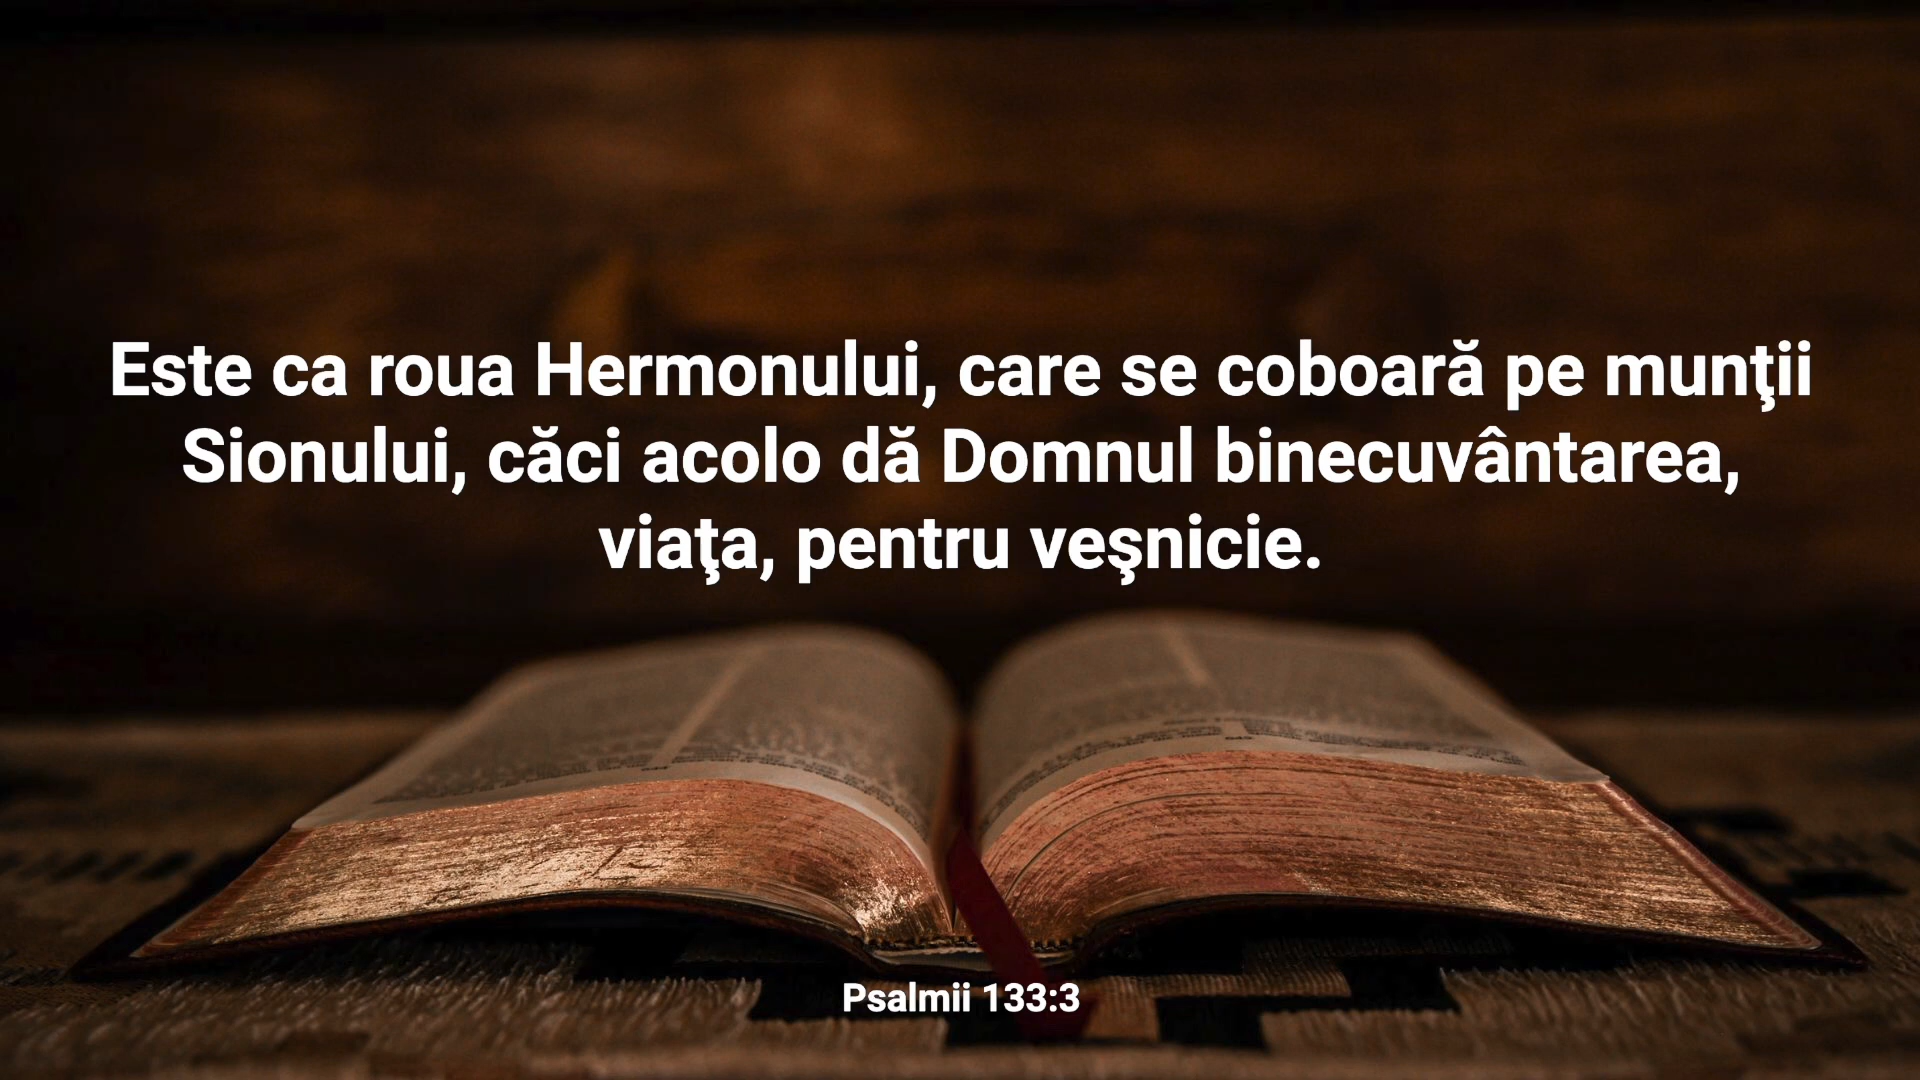 Este ca roua Hermonului, care se coboară pe munţii
Sionului, căci acolo dă Domnul binecuvântarea,
viaţa, pentru veşnicie.
Psalmii 133:3